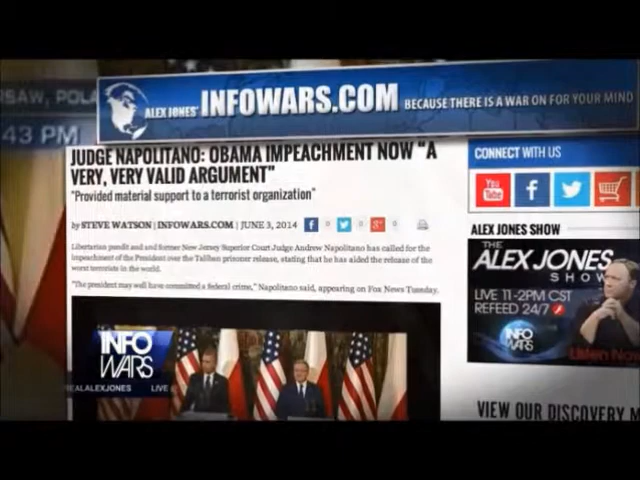 RSAW, POLA
43 PM
ALEX JONES' INFOWARS.COM BECAUSE THERE IS A WAR ON FOR YOUR MIND
JUDGE NAPOLITANO: OBAMA IMPEACHMENT NOW "A
VERY, VERY VALID ARGUMENT"
"Provided material support to a terrorist organization"
by STEVE WATSON | INFOWARS.COM | JUNE 3, 2014
Libertarian pundit and and former New Jersey Superior Court Judge Andrew Napolitano has called for the
impeachment of the President over the Taliban prisoner release, stating that he has aided the release of the
worst terrorists in the world.
"The president may well have committed a federal crime," Napolitano said, appearing on Fox News Tuesday.
CONNECT WITH US
You
Tube
ALEX JONES SHOW
THE
ALEX JONES
SHOW
LIVE 11-2PM CST
REFEED 24/7
INFO
WARS
Listen Now
INFO
WARS
REALALEXJONES
LIVE
VIEW OUR DISCOVERY M